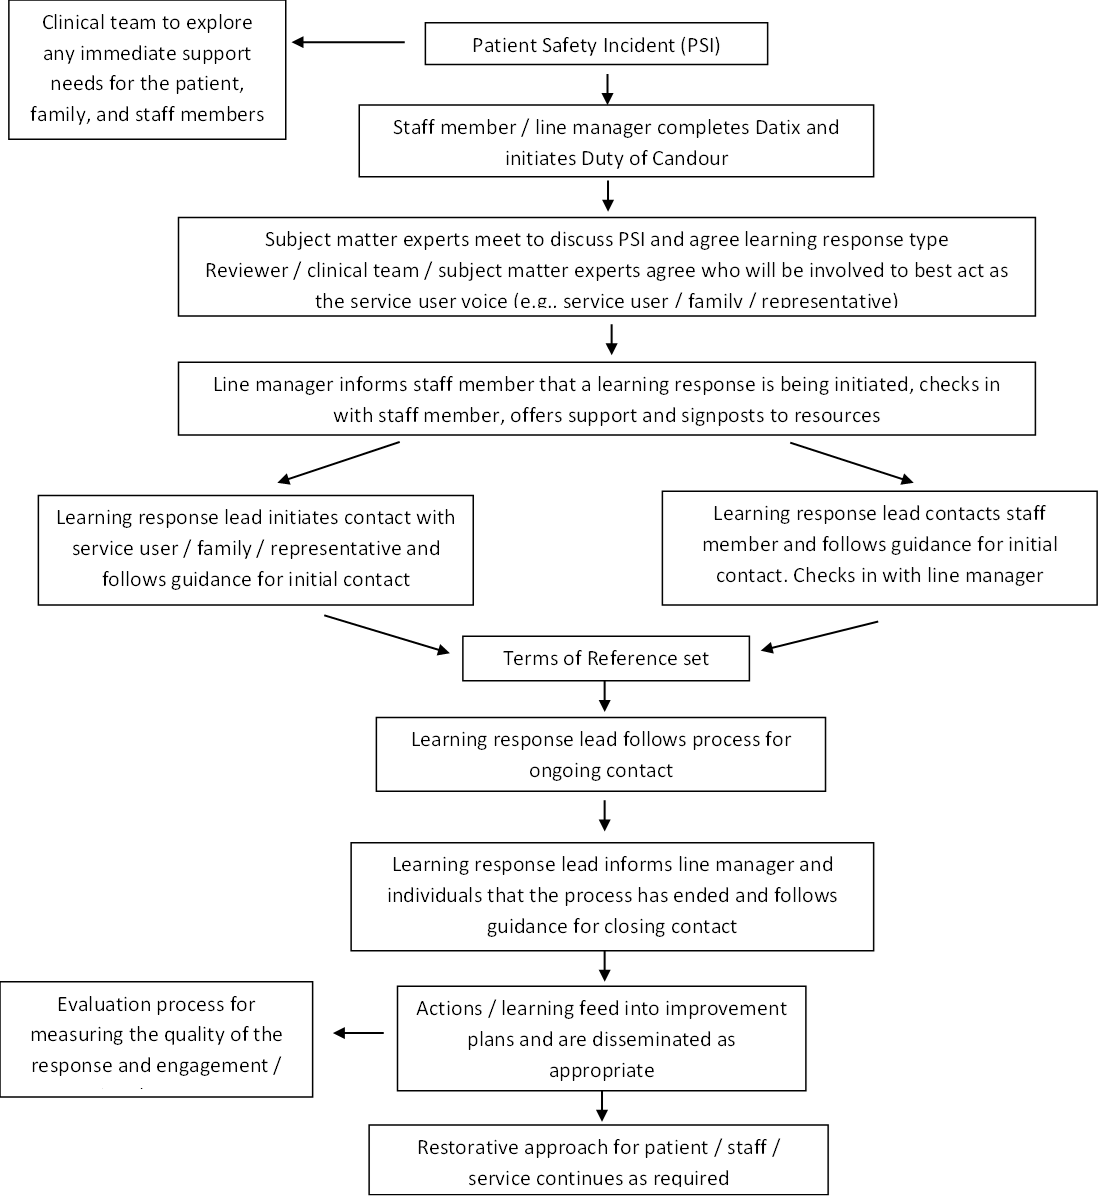 Clinical team to explore
any immediate support
needs for the patient,
family, and staff members
Patient Safety Incident (PSI)
Staff member / line manager completes Datix and
initiates Duty of Candour
Subject matter experts meet to discuss PSI and agree learning response type
Reviewer / clinical team / subject matter experts agree who will be involved to best act as
the service user voice (e.g., service user / family / representative)
Line manager informs staff member that a learning response is being initiated, checks in
with staff member, offers support and signposts to resources
Learning response lead initiates contact with
service user / family / representative and
follows guidance for initial contact
Learning response lead contacts staff
member and follows guidance for initial
contact. Checks in with line manager
Terms of Reference set
Learning response lead follows process for
ongoing contact
Learning response lead informs line manager and
individuals that the process has ended and follows
guidance for closing contact
Evaluation process for
measuring the quality of the
response and engagement /
Actions / learning feed into improvement
plans and are disseminated as
appropriate
Restorative approach for patient / staff /
service continues as required